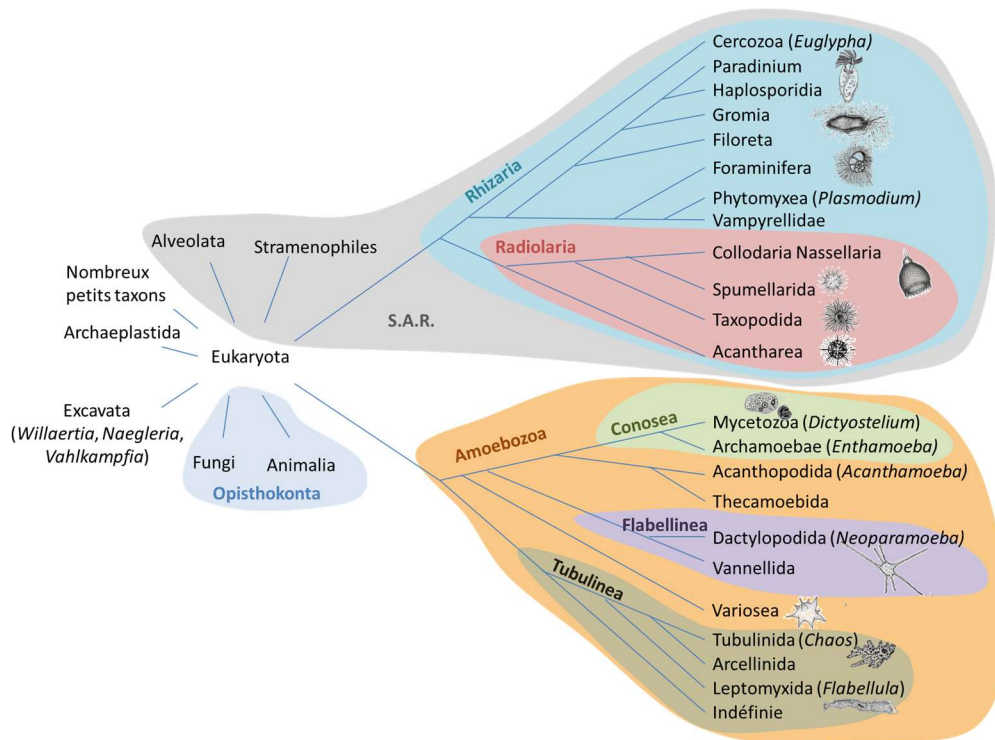 Cercozoa (Euglypha)
Paradinium
Haplosporidia
Gromia
Filoreta
Foraminifera
Phytomyxea (Plasmodium)
Vampyrellidae
Rhizaria
Radiolaria
Collodaria Nassellaria
Spumellarida
Taxopodida
Acantharea
Alveolata
Stramenophiles
S.A.R.
Nombreux
petits taxons
Archaeplastida
Eukaryota
Excavata
(Willaertia, Naegleria,
Vahlkampfia)
Fungi
Animalia
Opisthokonta
Amoebozoa
Conosea
Mycetozoa (Dictyostelium)
Archamoebae (Enthamoeba)
Acanthopodida (Acanthamoeba)
Thecamoebida
Flabellinea
Dactylopodida (Neoparamoeba)
Vannellida
Variosea
Tubulinea
Tubulinida (Chaos)
Arcellinida
Leptomyxida (Flabellula)
Indéfinie